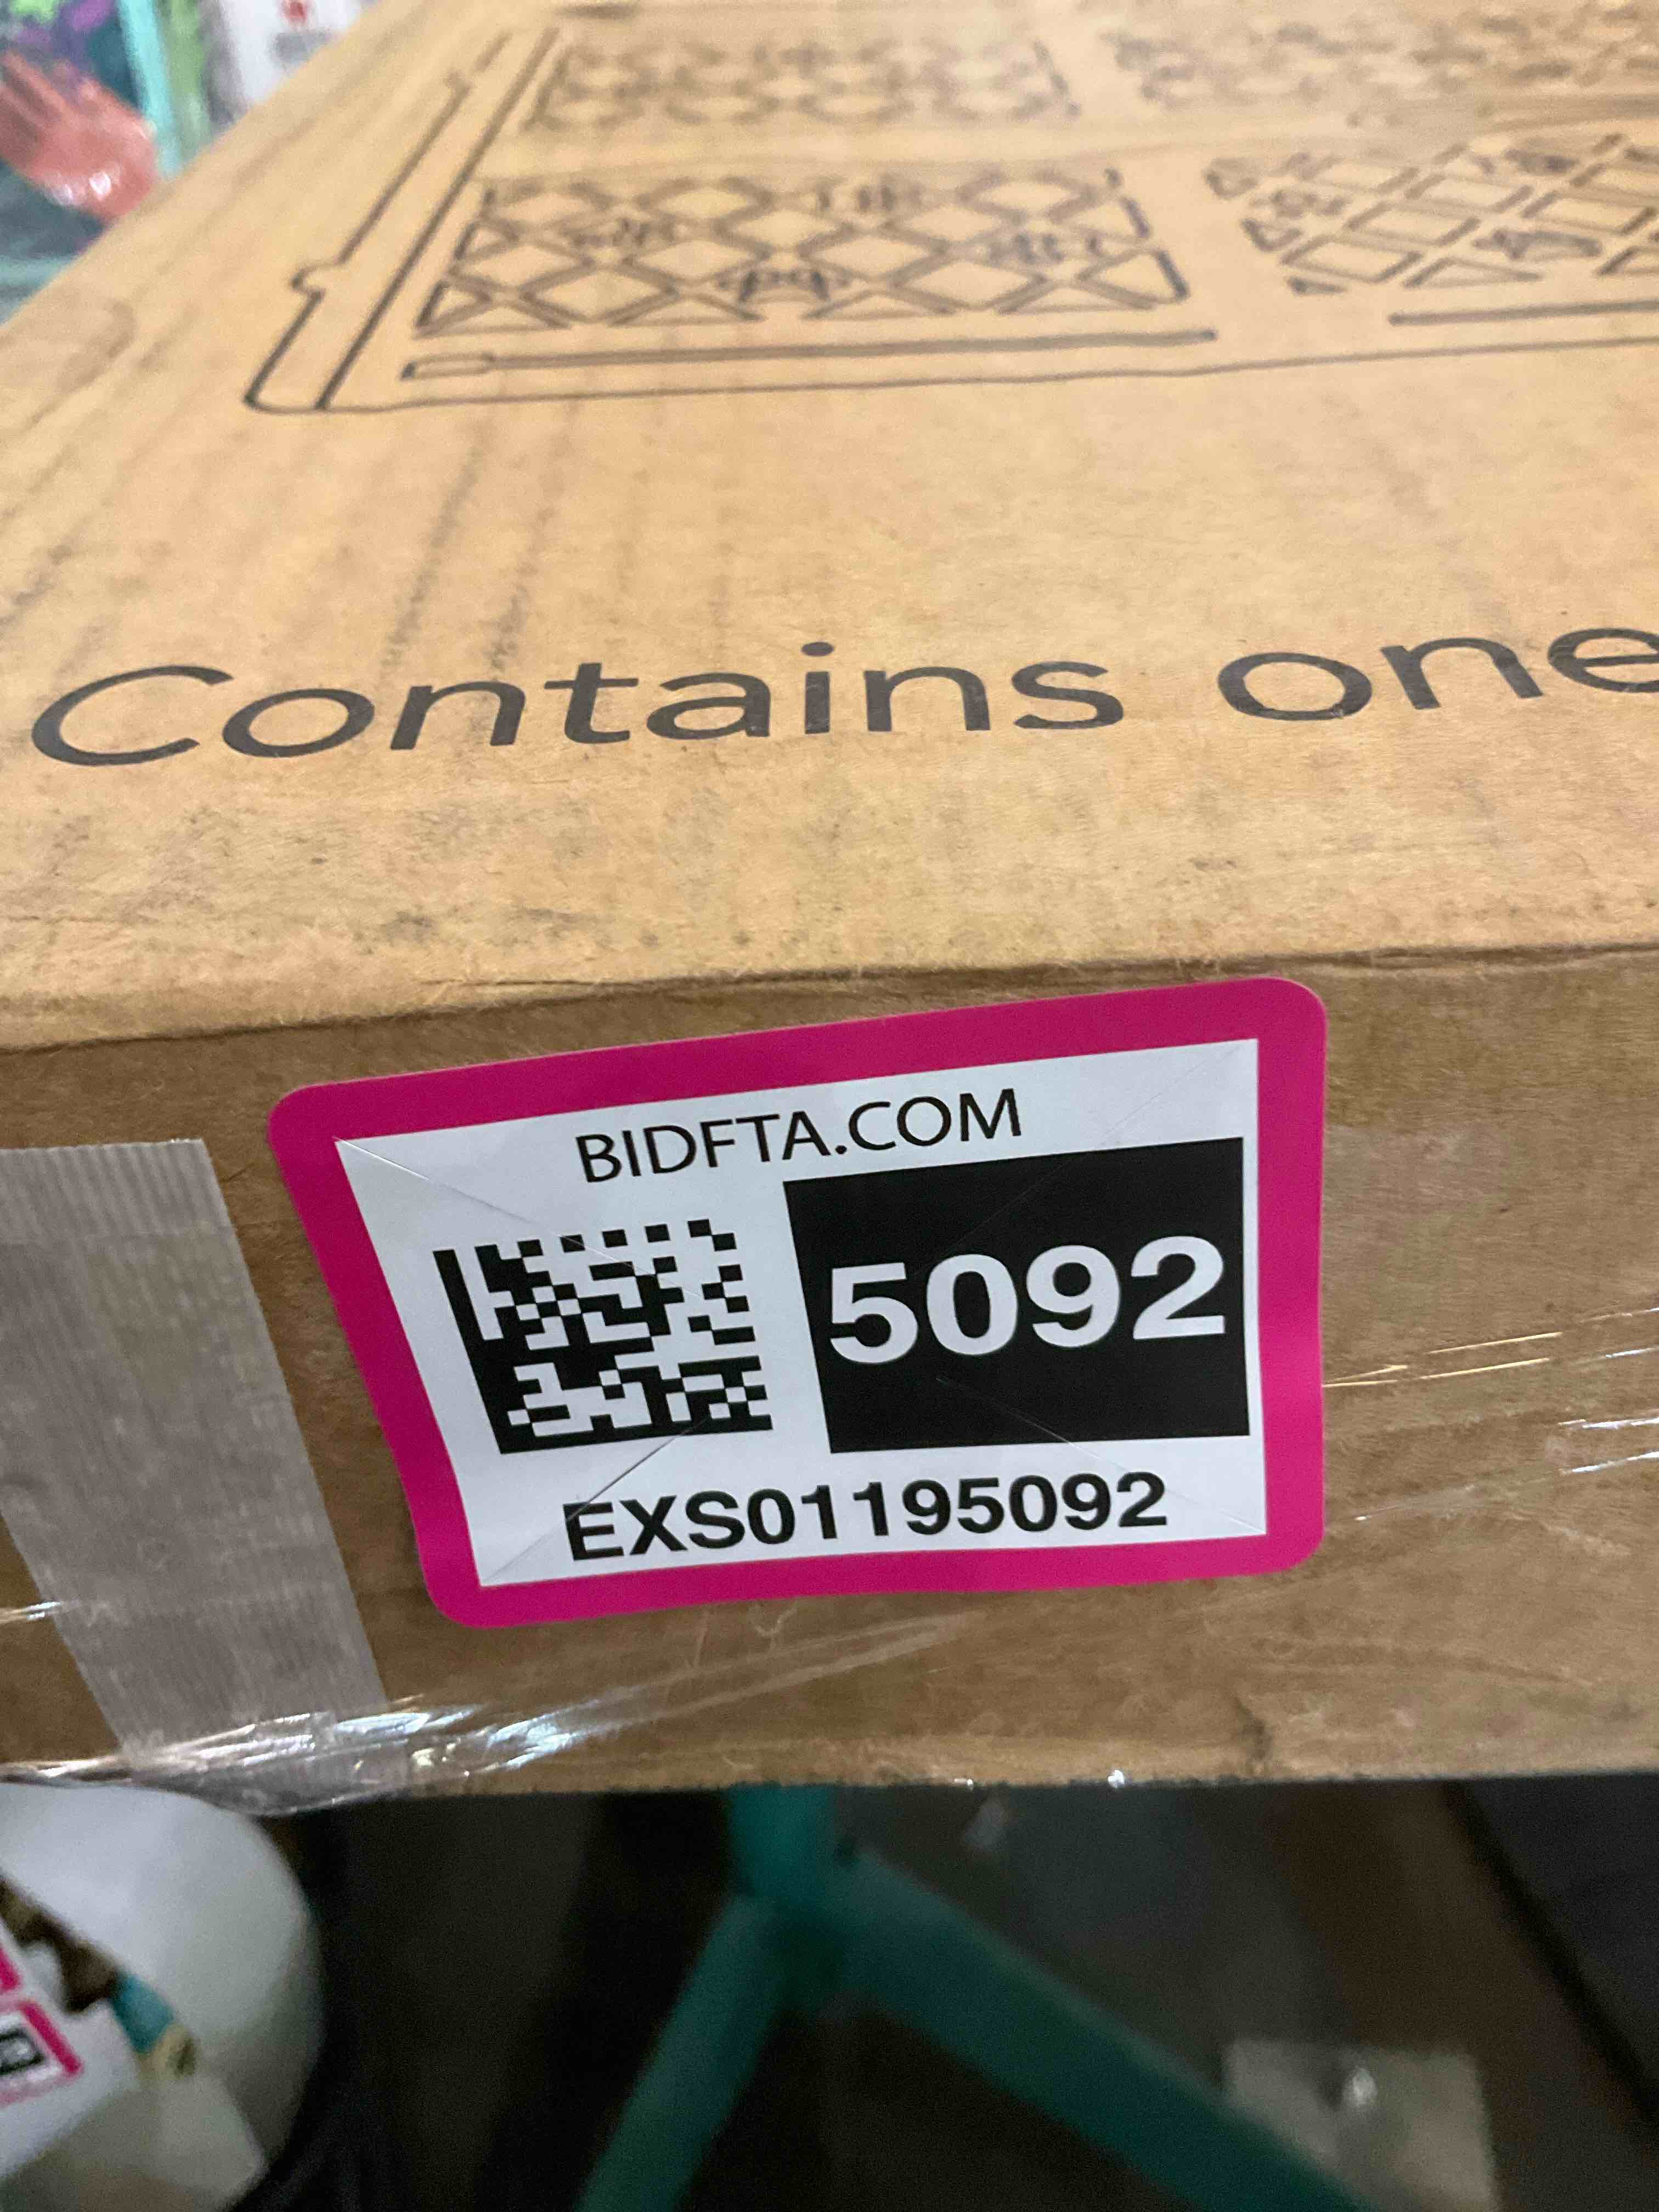 Contains one
BIDFTA.COM
5092
EXS01195092